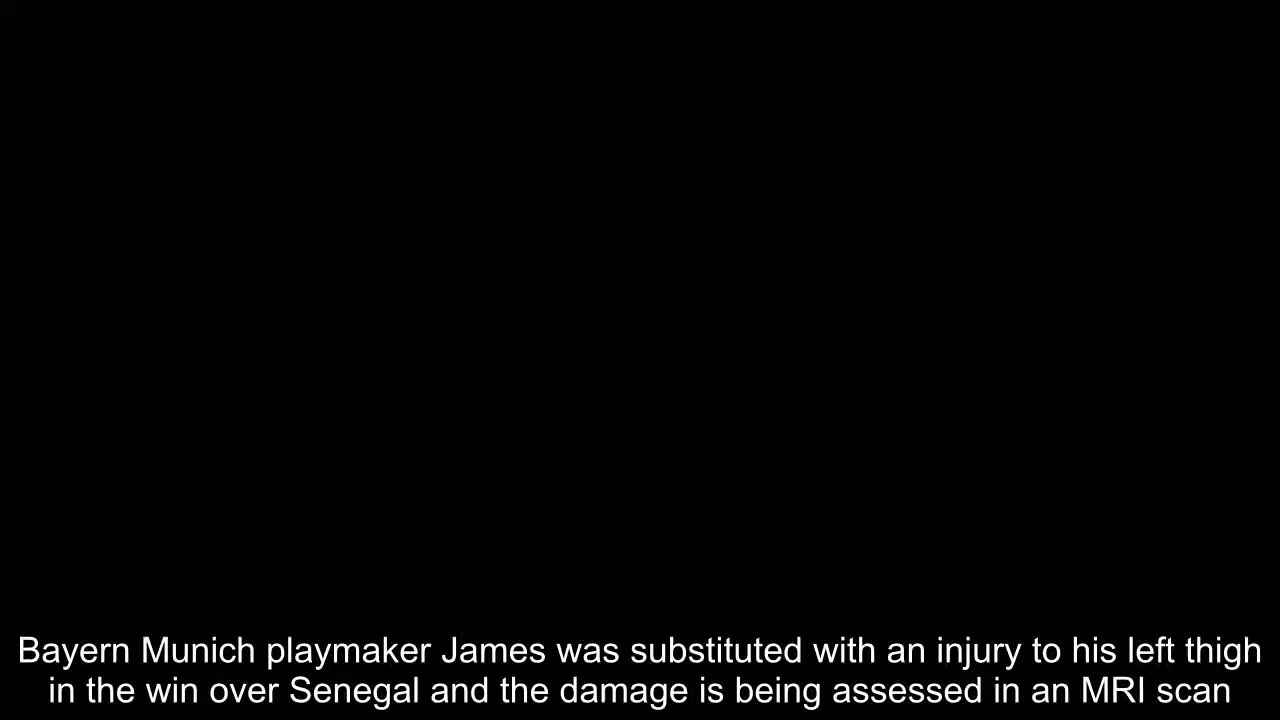 Bayern Munich playmaker James was substituted with an injury to his left thigh
in the win over Senegal and the damage is being assessed in an MRI scan